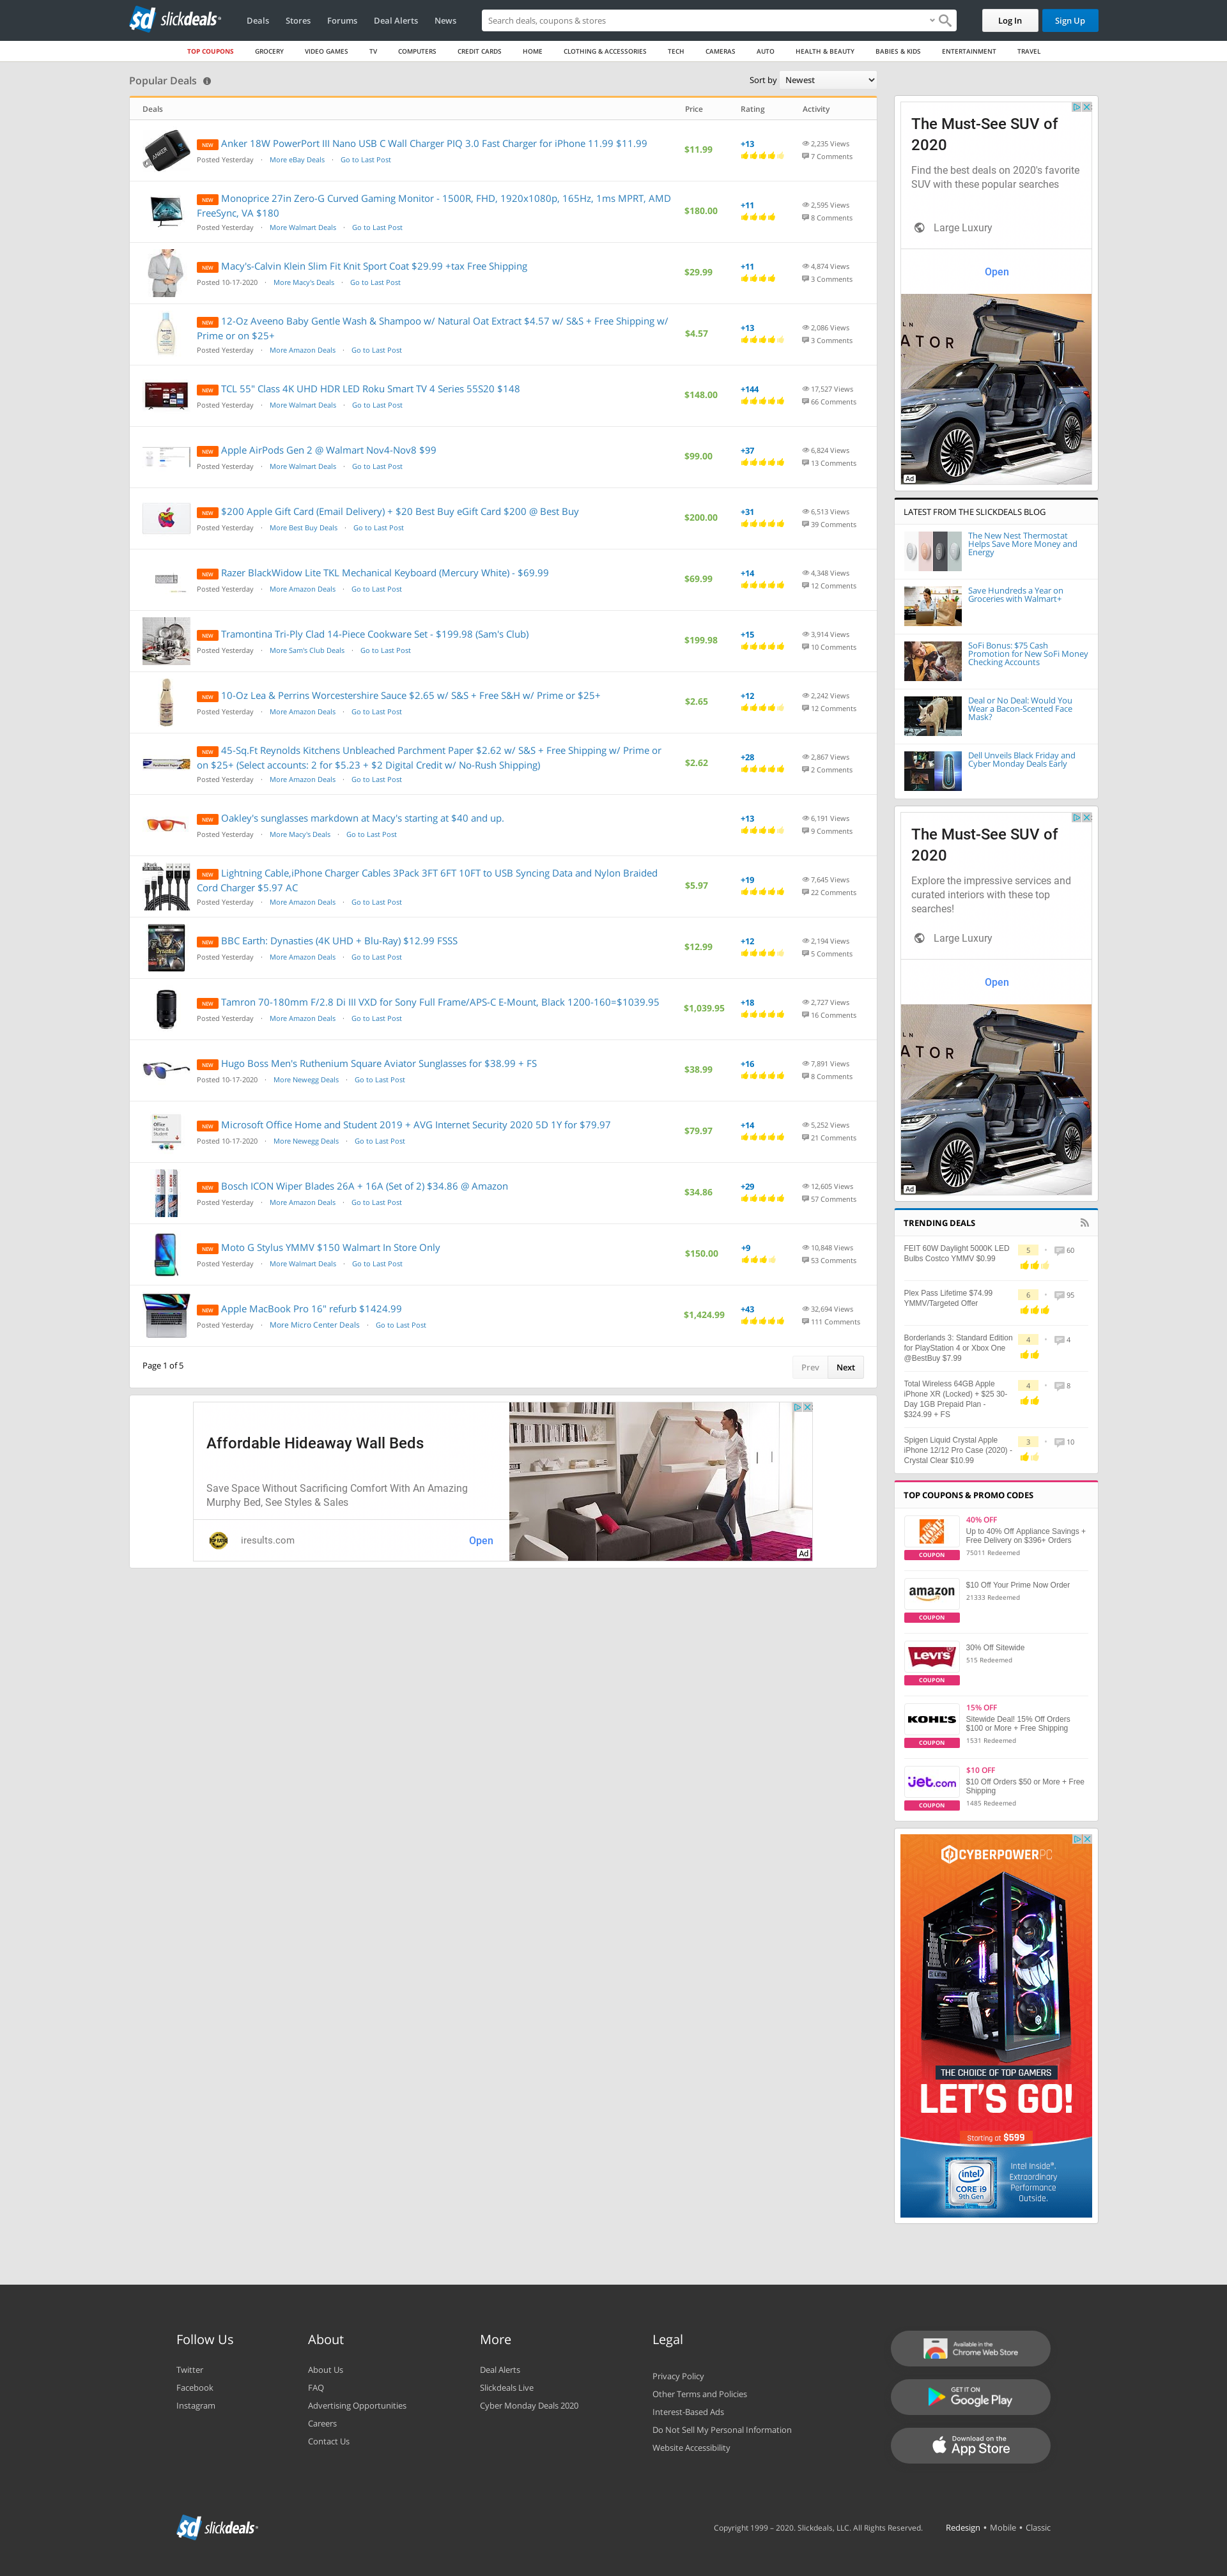 slickdeals
Deals
Stores
Forums
Deal Alerts
News
Search deals, coupons & stores
Log In
Sign Up
TOP COUPONS
GROCERY
VIDEO GAMES
TV
COMPUTERS
CREDIT CARDS
HOME
CLOTHING & ACCESSORIES
TECH
CAMERAS
AUTO
HEALTH & BEAUTY
BABIES & KIDS
ENTERTAINMENT
TRAVEL
Popular Deals
Sort by Newest
Deals Price Rating Activity
NEW Anker 18W PowerPort III Nano USB C Wall Charger PIQ 3.0 Fast Charger for iPhone 11.99 $11.99
Posted Yesterday · More eBay Deals · Go to Last Post
$11.99
+13
2,235 Views
7 Comments
NEW Monoprice 27in Zero-G Curved Gaming Monitor - 1500R, FHD, 1920x1080p, 165Hz, 1ms MPRT, AMD
FreeSync, VA $180
Posted Yesterday · More Walmart Deals · Go to Last Post
$180.00
+11
2,595 Views
8 Comments
NEW Macy's-Calvin Klein Slim Fit Knit Sport Coat $29.99 +tax Free Shipping
Posted 10-17-2020 · More Macy's Deals · Go to Last Post
$29.99
+11
4,874 Views
3 Comments
NEW 12-Oz Aveeno Baby Gentle Wash & Shampoo w/ Natural Oat Extract $4.57 w/ S&S + Free Shipping w/
Prime or on $25+
Posted Yesterday · More Amazon Deals · Go to Last Post
$4.57
+13
2,086 Views
3 Comments
NEW TCL 55" Class 4K UHD HDR LED Roku Smart TV 4 Series 55S20 $148
Posted Yesterday · More Walmart Deals · Go to Last Post
$148.00
+144
17,527 Views
66 Comments
NEW Apple AirPods Gen 2 @ Walmart Nov4-Nov8 $99
Posted Yesterday · More Walmart Deals · Go to Last Post
$99.00
+37
6,824 Views
13 Comments
NEW $200 Apple Gift Card (Email Delivery) + $20 Best Buy eGift Card $200 @ Best Buy
Posted Yesterday · More Best Buy Deals · Go to Last Post
$200.00
+31
6,513 Views
39 Comments
NEW Razer BlackWidow Lite TKL Mechanical Keyboard (Mercury White) - $69.99
Posted Yesterday · More Amazon Deals · Go to Last Post
$69.99
+14
4,348 Views
12 Comments
NEW Tramontina Tri-Ply Clad 14-Piece Cookware Set - $199.98 (Sam's Club)
Posted Yesterday · More Sam's Club Deals · Go to Last Post
$199.98
+15
3,914 Views
10 Comments
NEW 10-Oz Lea & Perrins Worcestershire Sauce $2.65 w/ S&S + Free S&H w/ Prime or $25+
Posted Yesterday · More Amazon Deals · Go to Last Post
$2.65
+12
2,242 Views
12 Comments
NEW 45-Sq.Ft Reynolds Kitchens Unbleached Parchment Paper $2.62 w/ S&S + Free Shipping w/ Prime or
on $25+ (Select accounts: 2 for $5.23 + $2 Digital Credit w/ No-Rush Shipping)
Posted Yesterday · More Amazon Deals · Go to Last Post
$2.62
+28
2,867 Views
2 Comments
NEW Oakley's sunglasses markdown at Macy's starting at $40 and up.
Posted Yesterday · More Macy's Deals · Go to Last Post
+13
6,191 Views
9 Comments
NEW Lightning Cable,iPhone Charger Cables 3Pack 3FT 6FT 10FT to USB Syncing Data and Nylon Braided
Cord Charger $5.97 AC
Posted Yesterday · More Amazon Deals · Go to Last Post
$5.97
+19
7,645 Views
22 Comments
NEW BBC Earth: Dynasties (4K UHD + Blu-Ray) $12.99 FSSS
Posted Yesterday · More Amazon Deals · Go to Last Post
$12.99
+12
2,194 Views
5 Comments
NEW Tamron 70-180mm F/2.8 Di III VXD for Sony Full Frame/APS-C E-Mount, Black 1200-160=$1039.95
Posted Yesterday · More Amazon Deals · Go to Last Post
$1,039.95
+18
2,727 Views
16 Comments
NEW Hugo Boss Men's Ruthenium Square Aviator Sunglasses for $38.99 + FS
Posted 10-17-2020 · More Newegg Deals · Go to Last Post
$38.99
+16
7,891 Views
8 Comments
NEW Microsoft Office Home and Student 2019 + AVG Internet Security 2020 5D 1Y for $79.97
Posted 10-17-2020 · More Newegg Deals · Go to Last Post
$79.97
+14
5,252 Views
21 Comments
NEW Bosch ICON Wiper Blades 26A + 16A (Set of 2) $34.86 @ Amazon
Posted Yesterday · More Amazon Deals · Go to Last Post
$34.86
+29
12,605 Views
57 Comments
NEW Moto G Stylus YMMV $150 Walmart In Store Only
Posted Yesterday · More Walmart Deals · Go to Last Post
$150.00
+9
10,848 Views
53 Comments
NEW Apple MacBook Pro 16" refurb $1424.99
Posted Yesterday · More Micro Center Deals · Go to Last Post
$1,424.99
+43
32,694 Views
111 Comments
Page 1 of 5
Prev
Next
Affordable Hideaway Wall Beds
Save Space Without Sacrificing Comfort With An Amazing
Murphy Bed, See Styles & Sales
iresults.com
Open
Ad
The Must-See SUV of
2020
Find the best deals on 2020's favorite
SUV with these popular searches
Large Luxury
Open
Ad
LATEST FROM THE SLICKDEALS BLOG
The New Nest Thermostat
Helps Save More Money and
Energy
Save Hundreds a Year on
Groceries with Walmart+
SoFi Bonus: $75 Cash
Promotion for New SoFi Money
Checking Accounts
Deal or No Deal: Would You
Wear a Bacon-Scented Face
Mask?
Dell Unveils Black Friday and
Cyber Monday Deals Early
The Must-See SUV of
2020
Explore the impressive services and
curated interiors with these top
searches!
Large Luxury
Open
Ad
TRENDING DEALS
FEIT 60W Daylight 5000K LED
Bulbs Costco YMMV $0.99
5 · 60
Plex Pass Lifetime $74.99
YMMV/Targeted Offer
6 · 95
Borderlands 3: Standard Edition
for PlayStation 4 or Xbox One
@BestBuy $7.99
4 · 4
Total Wireless 64GB Apple
iPhone XR (Locked) + $25 30-
Day 1GB Prepaid Plan -
$324.99 + FS
4 · 8
Spigen Liquid Crystal Apple
iPhone 12/12 Pro Case (2020) -
Crystal Clear $10.99
3 · 10
TOP COUPONS & PROMO CODES
40% OFF
Up to 40% Off Appliance Savings +
Free Delivery on $396+ Orders
75011 Redeemed
COUPON
amazon
$10 Off Your Prime Now Order
21333 Redeemed
COUPON
LEVI'S
30% Off Sitewide
515 Redeemed
COUPON
KOHL'S
15% OFF
Sitewide Deal! 15% Off Orders
$100 or More + Free Shipping
1531 Redeemed
COUPON
jet.com
$10 OFF
$10 Off Orders $50 or More + Free
Shipping
1485 Redeemed
COUPON
CYBERPOWERPC
THE CHOICE OF TOP GAMERS
LET'S GO!
Starting at $599
intel
CORE i9
9th Gen
Intel Inside®.
Extraordinary
Performance
Outside.
Follow Us
Twitter
Facebook
Instagram
About
About Us
FAQ
Advertising Opportunities
Careers
Contact Us
More
Deal Alerts
Slickdeals Live
Cyber Monday Deals 2020
Legal
Privacy Policy
Other Terms and Policies
Interest-Based Ads
Do Not Sell My Personal Information
Website Accessibility
Available in the
Chrome Web Store
GET IT ON
Google Play
Download on the
App Store
slickdeals
Copyright 1999 – 2020. Slickdeals, LLC. All Rights Reserved.
Redesign • Mobile • Classic